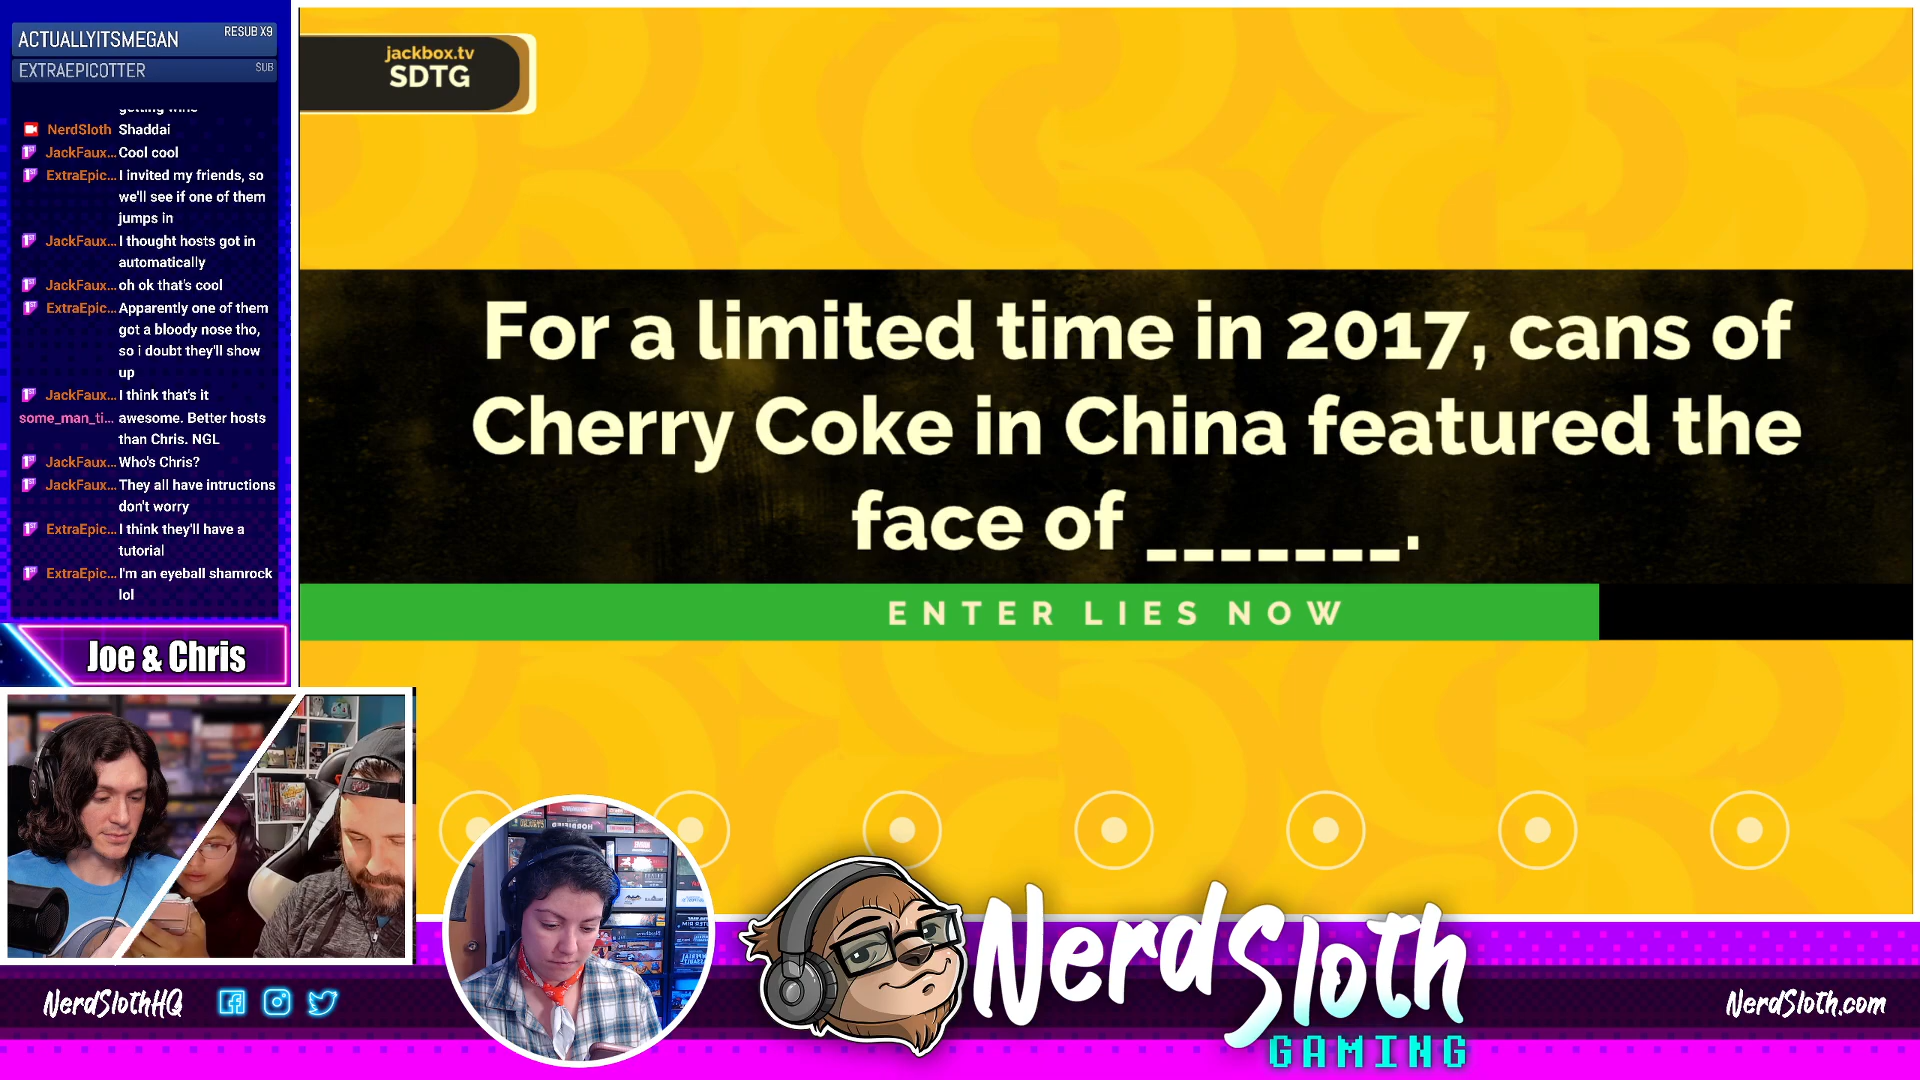 ACTUALLYITSMEGAN RESUB X9
EXTRAEPICOTTER SUB
getting wins
NerdSloth Shaddai
JackFaux... Cool cool
ExtraEpic... I invited my friends, so
we'll see if one of them
jumps in
JackFaux... I thought hosts got in
automatically
JackFaux... oh ok that's cool
ExtraEpic... Apparently one of them
got a bloody nose tho,
so i doubt they'll show
up
JackFaux... I think that's it
some_man_ti... awesome. Better hosts
than Chris. NGL
JackFaux... Who's Chris?
JackFaux... They all have intructions
don't worry
ExtraEpic... I think they'll have a
tutorial
ExtraEpic... I'm an eyeball shamrock
lol
Joe & Chris
jackbox.tv
SDTG
For a limited time in 2017, cans of
Cherry Coke in China featured the
face of _______.
ENTER LIES NOW
NerdSlothHQ
NerdSloth
GAMING
NerdSloth.com